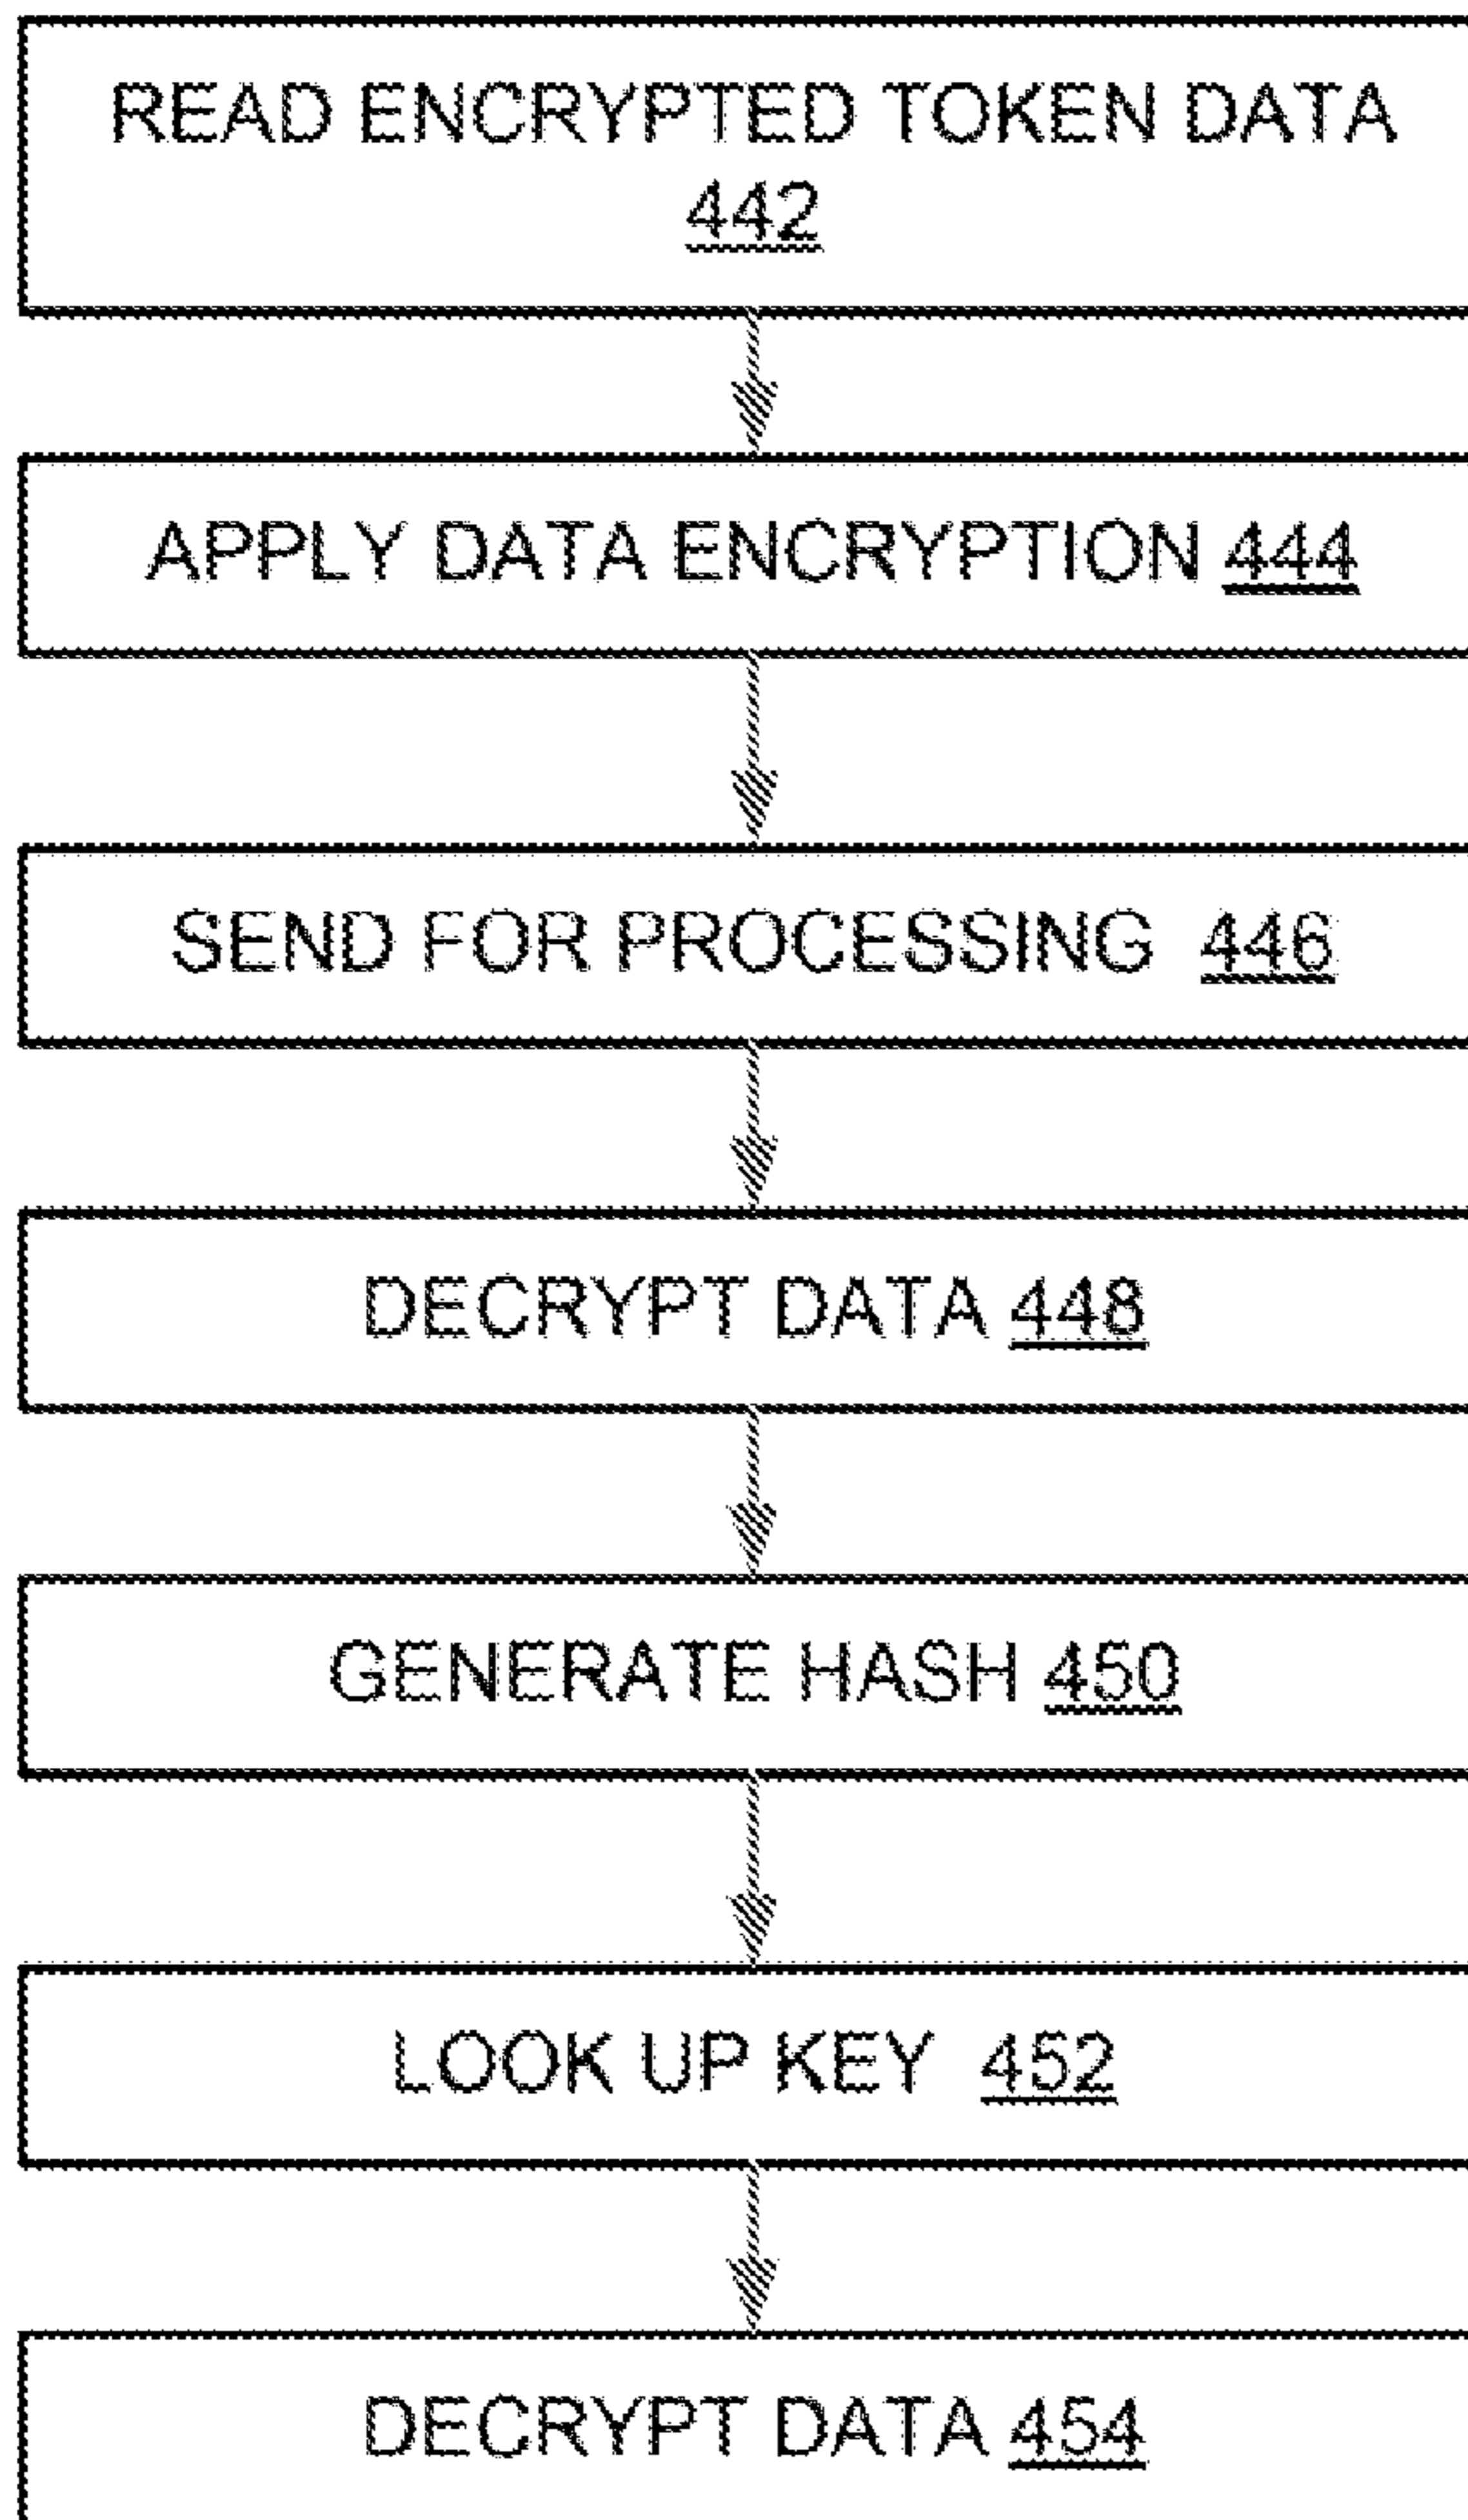 READ ENCRYPTED TOKEN DATA
442
APPLY DATA ENCRYPTION 444
SEND FOR PROCESSING 446
DECRYPT DATA 448
GENERATE HASH 450
LOOK UP KEY 452
DECRYPT DATA 454